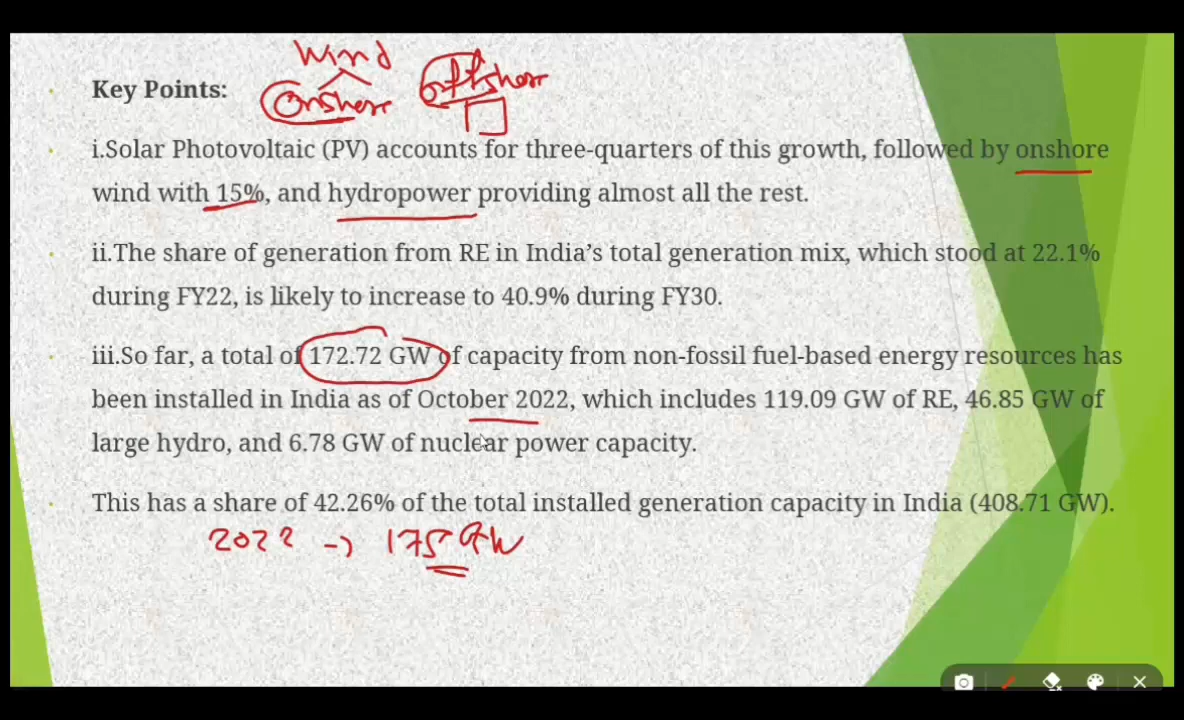 Wind
Onshore offshor
Key Points:
i.Solar Photovoltaic (PV) accounts for three-quarters of this growth, followed by onshore
wind with 15%, and hydropower providing almost all the rest.
ii.The share of generation from RE in India’s total generation mix, which stood at 22.1%
during FY22, is likely to increase to 40.9% during FY30.
iii.So far, a total of 172.72 GW of capacity from non-fossil fuel-based energy resources has
been installed in India as of October 2022, which includes 119.09 GW of RE, 46.85 GW of
large hydro, and 6.78 GW of nuclear power capacity.
This has a share of 42.26% of the total installed generation capacity in India (408.71 GW).
2022 → 175 GW